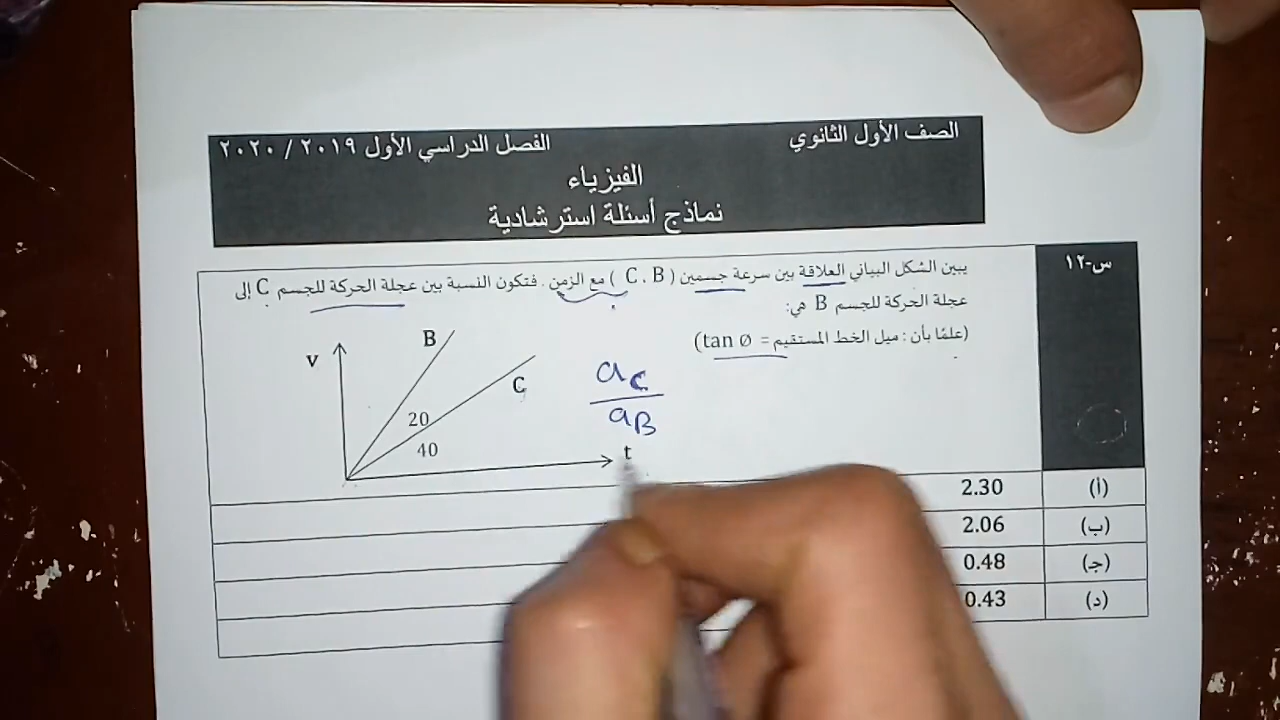 الصف الأول الثانوي
الفصل الدراسي الأول ٢٠١٩ / ٢٠٢٠
الفيزياء
نماذج أسئلة استرشادية
س-١٢
يبين الشكل البياني العلاقة بين سرعة جسمين ( C . B ) مع الزمن . فتكون النسبة بين عجلة الحركة للجسم C إلى
عجلة الحركة للجسم B هي:
(علمًا بأن : ميل الخط المستقيم = tan Ø)
v
B
C
20
40
t
a_C
a_B
(أ) 2.30
(ب) 2.06
(جـ) 0.48
(د) 0.43